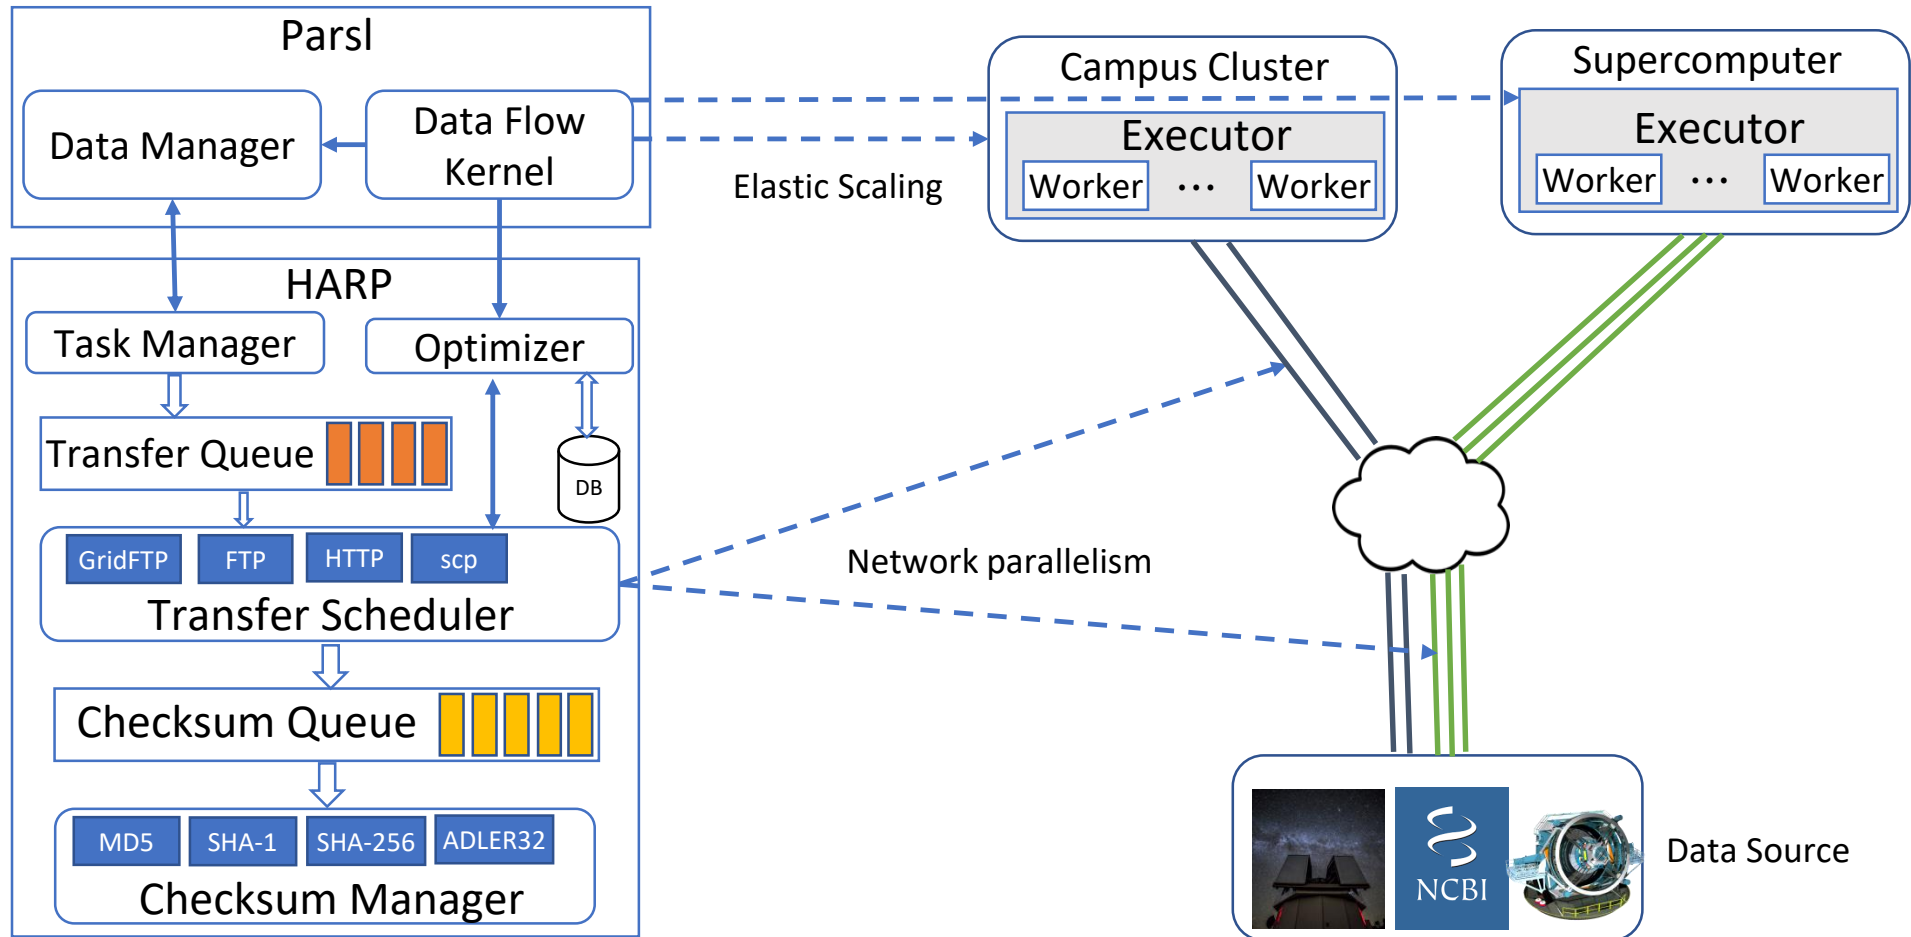 Parsl
Data Manager
Data Flow
Kernel
Elastic Scaling
Campus Cluster
Executor
Worker
...
Worker
Supercomputer
Executor
Worker
...
Worker
HARP
Task Manager
Optimizer
Transfer Queue
DB
GridFTP
FTP
HTTP
scp
Transfer Scheduler
Network parallelism
Checksum Queue
MD5
SHA-1
SHA-256
ADLER32
Checksum Manager
NCBI
Data Source